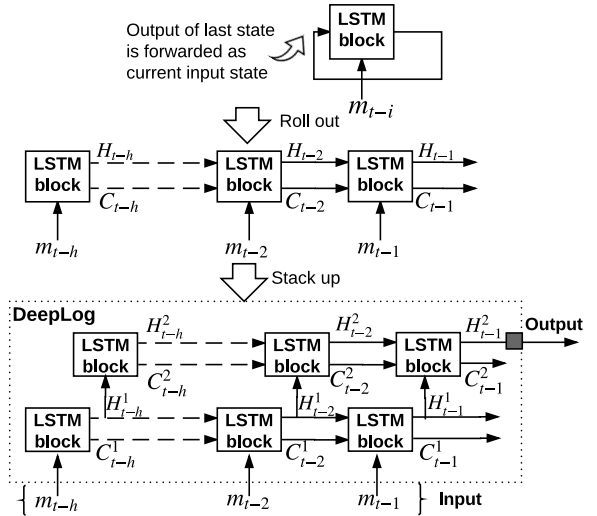 Output of last state
is forwarded as
current input state
LSTM
block
m_{t-i}
Roll out
LSTM
block
H_{t-h}
C_{t-h}
LSTM
block
H_{t-2}
C_{t-2}
LSTM
block
H_{t-1}
C_{t-1}
m_{t-h}
m_{t-2}
m_{t-1}
Stack up
DeepLog
LSTM
block
H^2_{t-h}
C^2_{t-h}
LSTM
block
H^2_{t-2}
C^2_{t-2}
LSTM
block
H^2_{t-1}
C^2_{t-1}
Output
LSTM
block
H^1_{t-h}
C^1_{t-h}
LSTM
block
H^1_{t-2}
C^1_{t-2}
LSTM
block
H^1_{t-1}
C^1_{t-1}
{ m_{t-h}
m_{t-2}
m_{t-1} }
Input